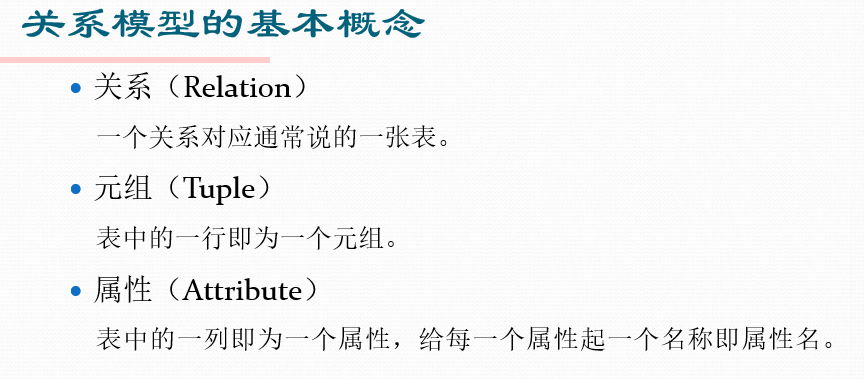 关系模型的基本概念
• 关系（Relation）
一个关系对应通常说的一张表。
• 元组（Tuple）
表中的一行即为一个元组。
• 属性（Attribute）
表中的一列即为一个属性，给每一个属性起一个名称即属性名。